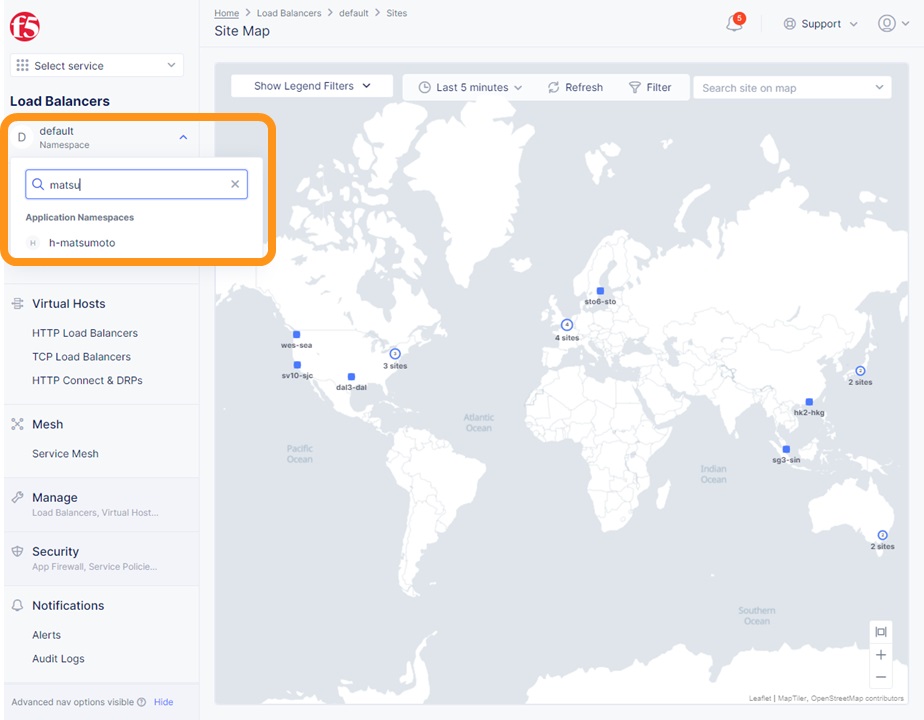 f5
Home > Load Balancers > default > Sites
Site Map
5
Support
Select service
Load Balancers
D
default
Namespace
matsu
Application Namespaces
H
h-matsumoto
Virtual Hosts
HTTP Load Balancers
TCP Load Balancers
HTTP Connect & DRPs
Mesh
Service Mesh
Manage
Load Balancers, Virtual Host...
Security
App Firewall, Service Policie...
Notifications
Alerts
Audit Logs
Advanced nav options visible
Hide
Show Legend Filters
Last 5 minutes
Refresh
Filter
Search site on map
sto6-sto
4
4 sites
wes-sea
3
3 sites
sv10-sjc
dal3-dal
2
2 sites
hk2-hkg
Atlantic
Ocean
Pacific
Ocean
sg3-sin
Indian
Ocean
2 sites
Southern
Ocean
+
−
Leaflet | MapTiler, OpenStreetMap contributors